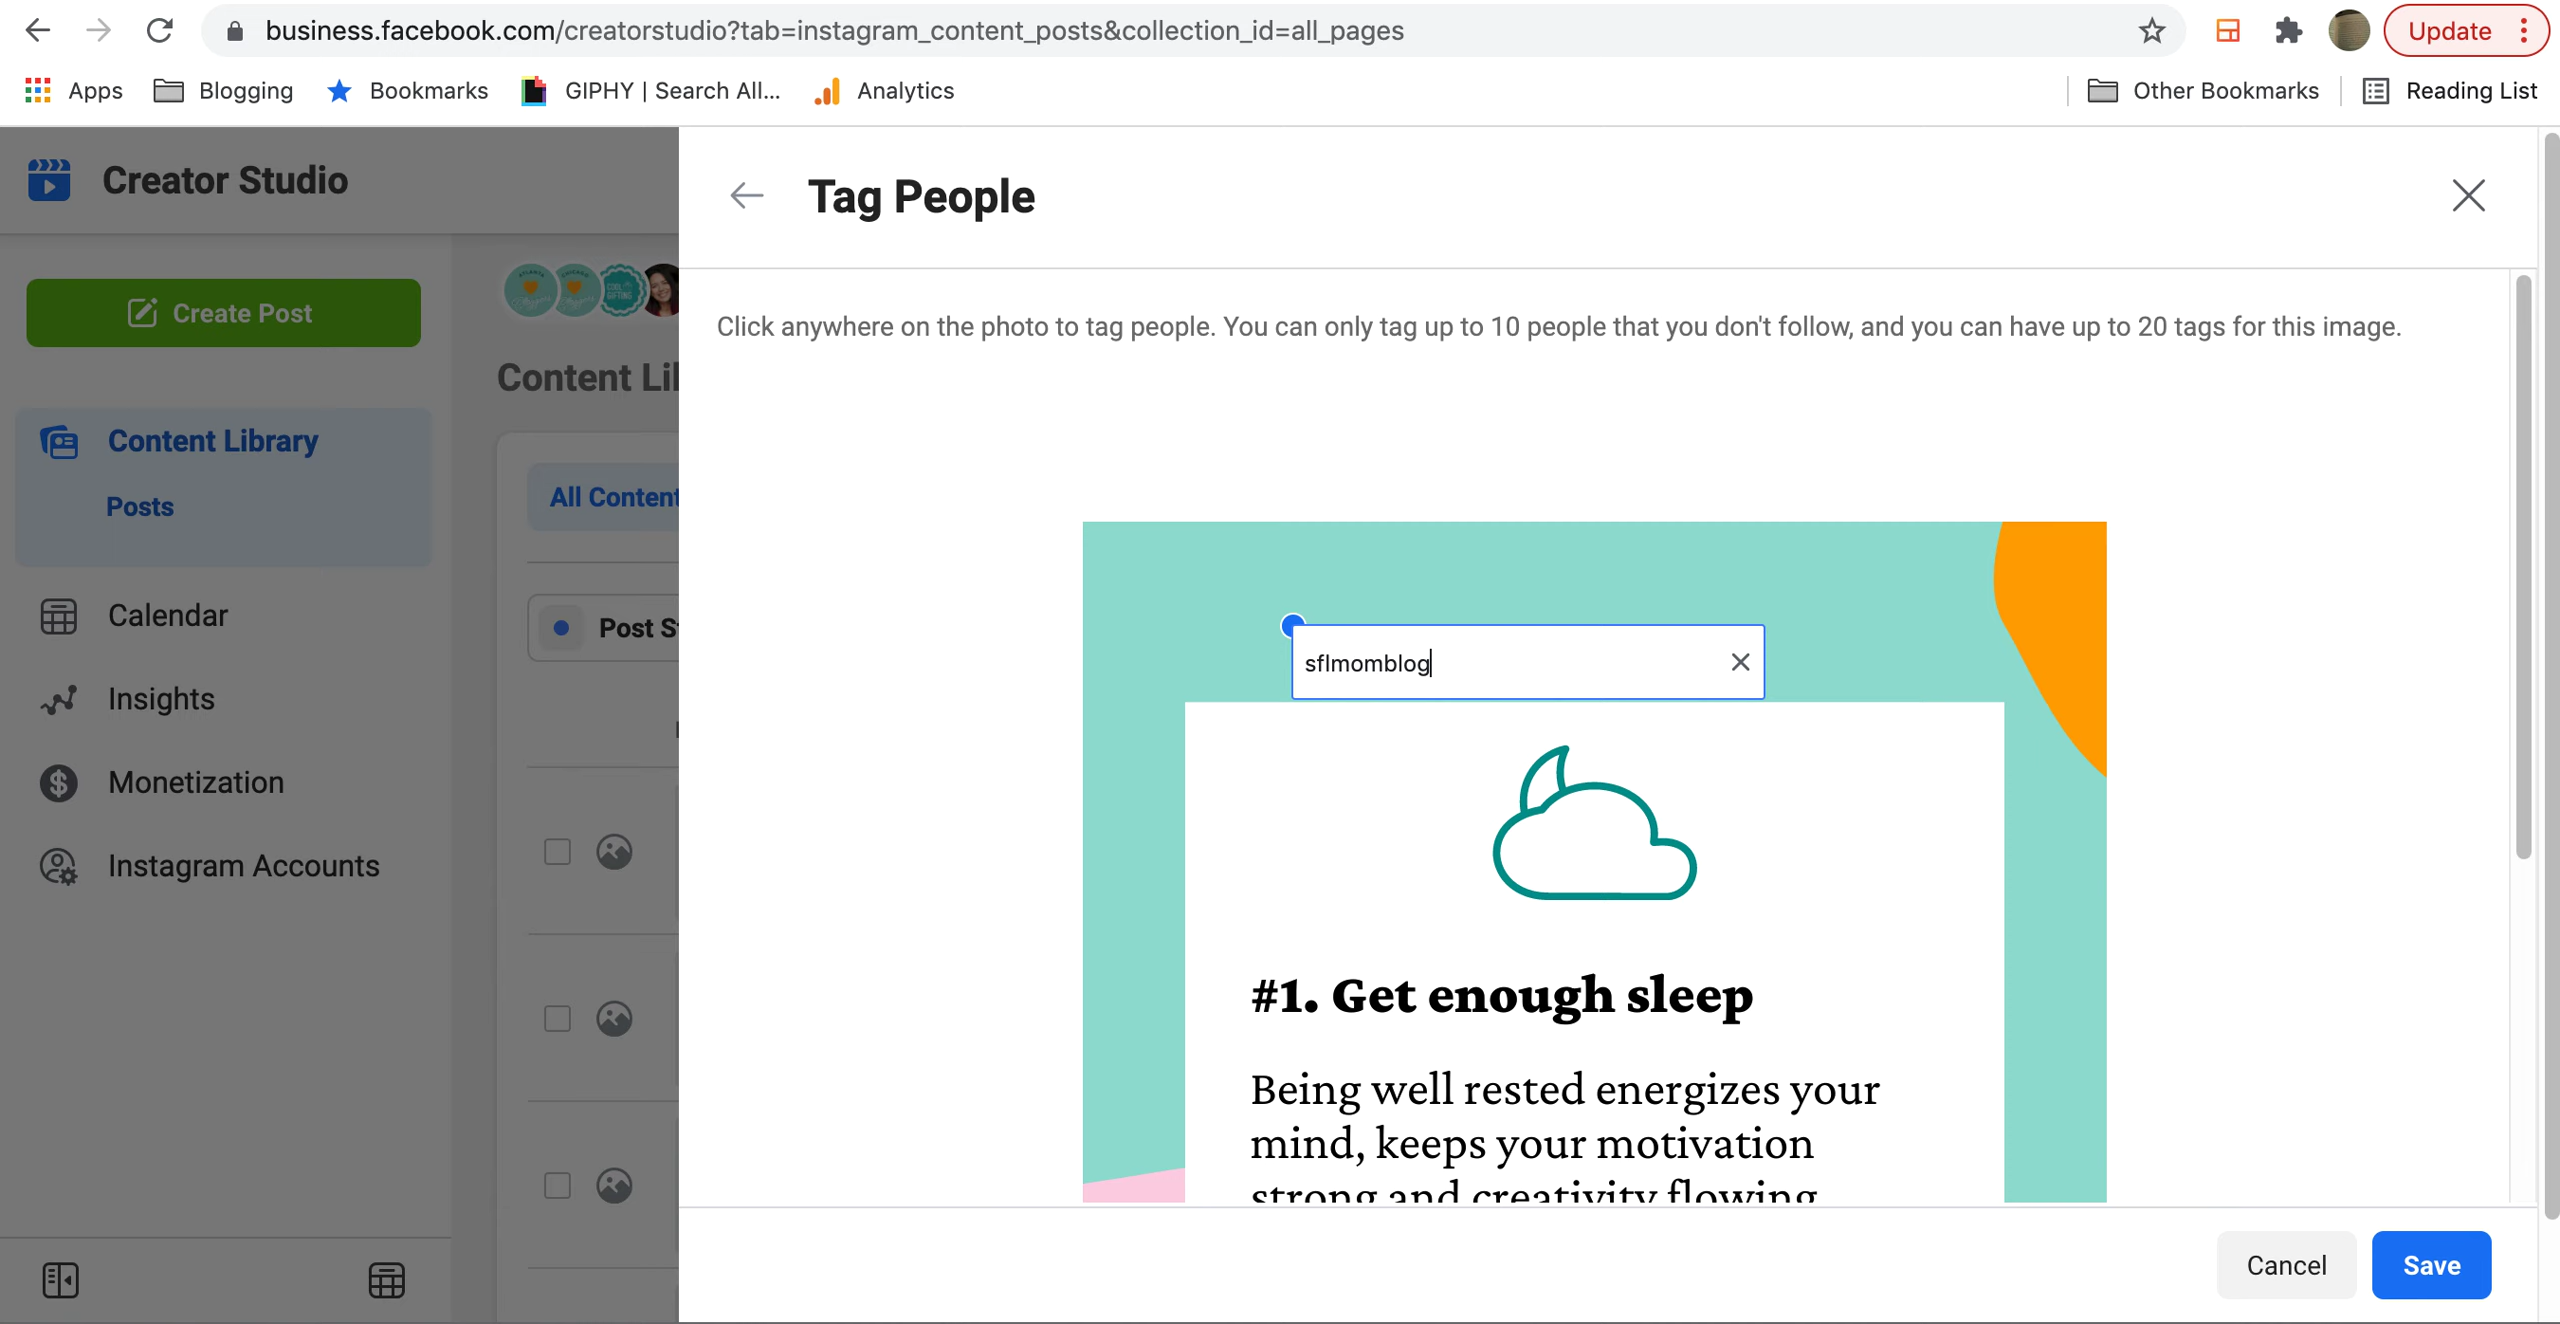 business.facebook.com/creatorstudio?tab=instagram_content_posts&collection_id=all_pages
Update
Apps
Blogging
Bookmarks
GIPHY | Search All...
Analytics
Other Bookmarks
Reading List
Creator Studio
Create Post
Content Library
Posts
Calendar
Insights
Monetization
Instagram Accounts
Content Li
All Content
Post S
Tag People
Click anywhere on the photo to tag people. You can only tag up to 10 people that you don't follow, and you can have up to 20 tags for this image.
sflmomblog
#1. Get enough sleep
Being well rested energizes your
mind, keeps your motivation
strong and creativity flowing
Cancel
Save